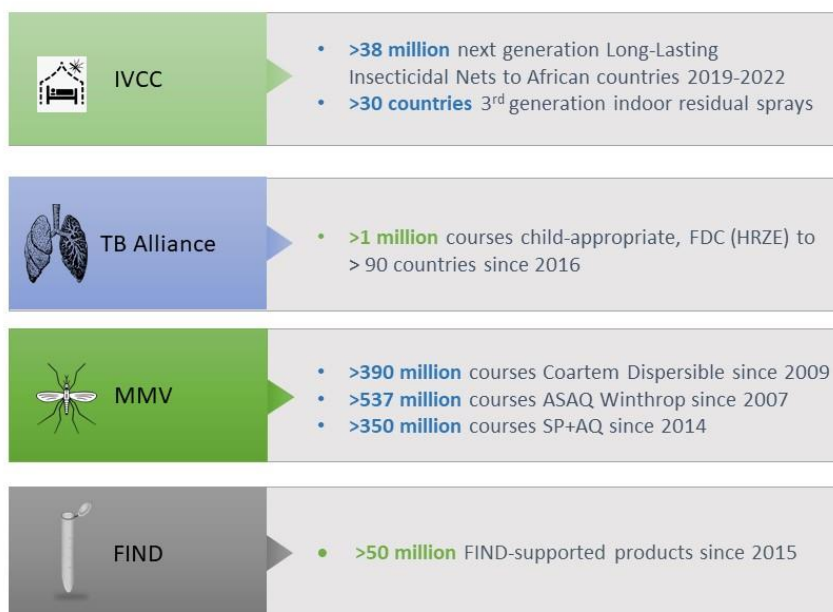 IVCC
• >38 million next generation Long-Lasting
Insecticidal Nets to African countries 2019-2022
• >30 countries 3rd generation indoor residual sprays
TB Alliance
• >1 million courses child-appropriate, FDC (HRZE) to
> 90 countries since 2016
MMV
• >390 million courses Coartem Dispersible since 2009
• >537 million courses ASAQ Winthrop since 2007
• >350 million courses SP+AQ since 2014
FIND
• >50 million FIND-supported products since 2015